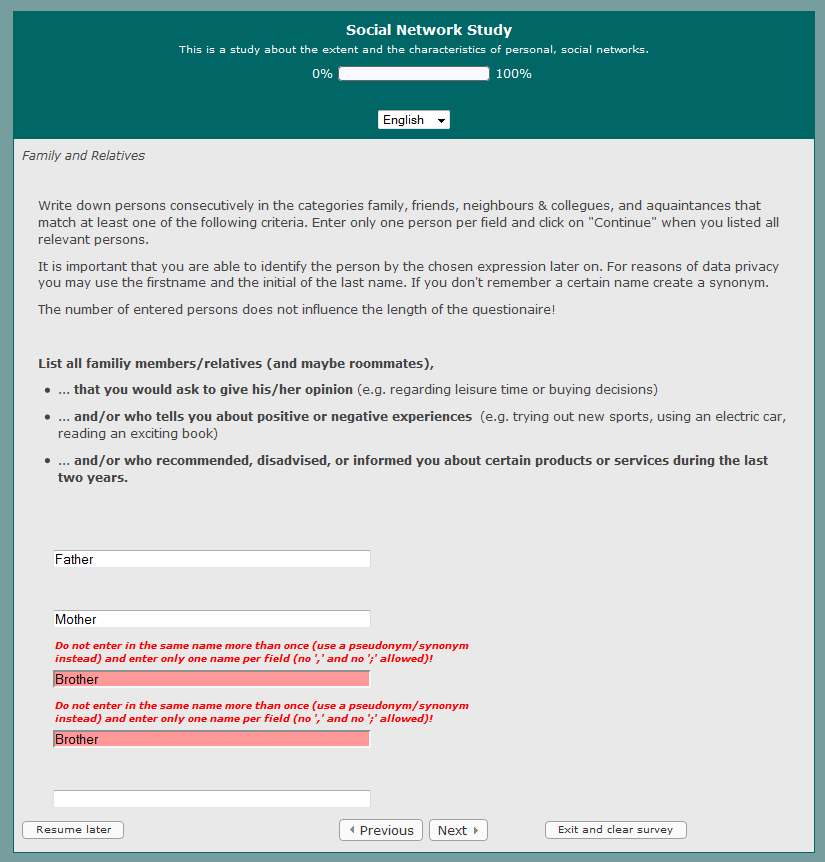 Social Network Study
This is a study about the extent and the characteristics of personal, social networks.
0% 100%
English
Family and Relatives
Write down persons consecutively in the categories family, friends, neighbours & collegues, and aquaintances that
match at least one of the following criteria. Enter only one person per field and click on "Continue" when you listed all
relevant persons.
It is important that you are able to identify the person by the chosen expression later on. For reasons of data privacy
you may use the firstname and the initial of the last name. If you don't remember a certain name create a synonym.
The number of entered persons does not influence the length of the questionaire!
List all familiy members/relatives (and maybe roommates),
• ... that you would ask to give his/her opinion (e.g. regarding leisure time or buying decisions)
• ... and/or who tells you about positive or negative experiences (e.g. trying out new sports, using an electric car,
reading an exciting book)
• ... and/or who recommended, disadvised, or informed you about certain products or services during the last
two years.
Father
Mother
Do not enter in the same name more than once (use a pseudonym/synonym
instead) and enter only one name per field (no ',' and no ';' allowed)!
Brother
Do not enter in the same name more than once (use a pseudonym/synonym
instead) and enter only one name per field (no ',' and no ';' allowed)!
Brother
Resume later Previous Next Exit and clear survey